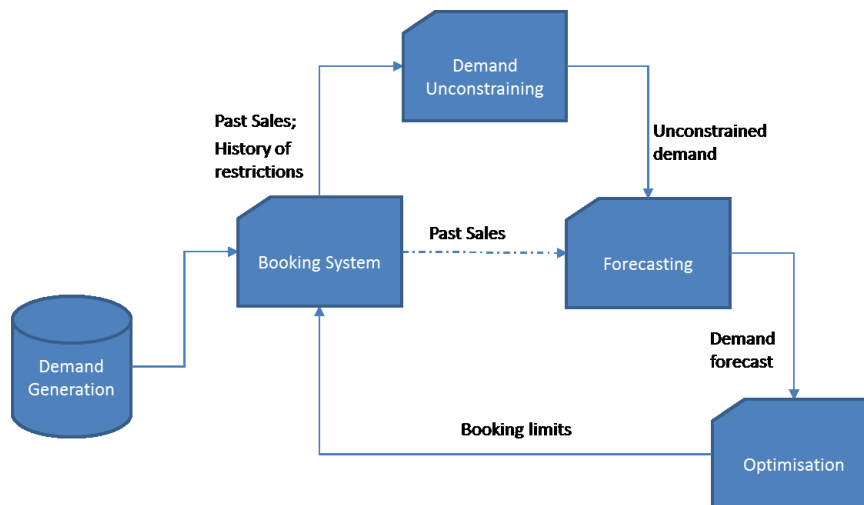 Demand
Unconstraining
Past Sales;
History of
restrictions
Unconstrained
demand
Past Sales
Booking System
Forecasting
Demand
Generation
Demand
forecast
Booking limits
Optimisation